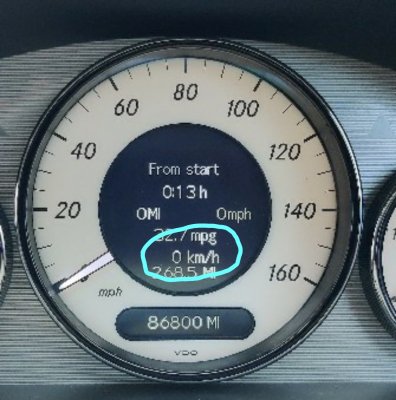 80
60 100
40 120
20 140
160
From start
0:13 h
0MI 0mph
32.7 mpg
0 km/h
268.5 MI
mph
86800 MI
VDO